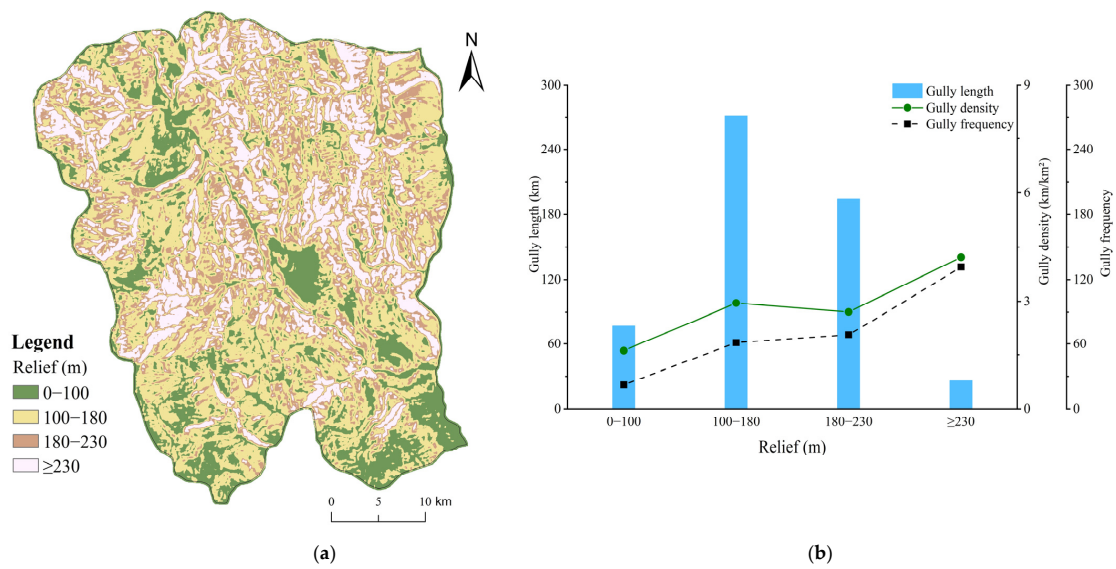 N
Legend
Relief (m)
0−100
100−180
180−230
≥230
0 5 10 km
(a)
Gully length
Gully density
Gully frequency
300
240
180
120
60
0
Gully length (km)
9
6
3
0
Gully density (km/km²)
300
240
180
120
60
0
Gully frequency
0−100 100−180 180−230 ≥230
Relief (m)
(b)